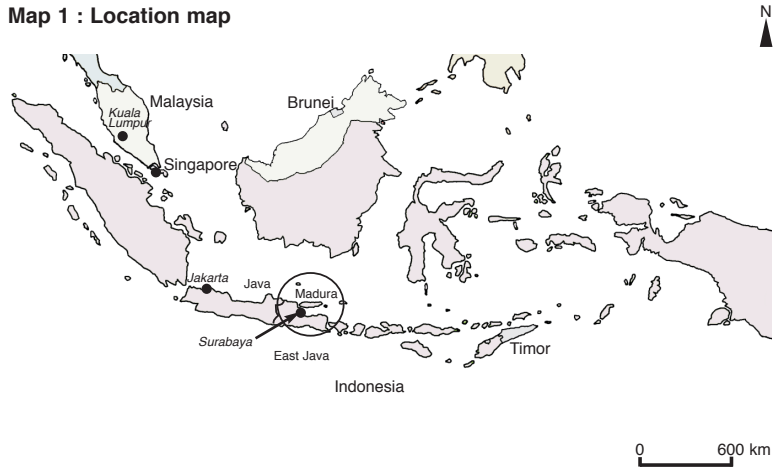 Map 1 : Location map
N
Malaysia
Brunei
Kuala
Lumpur
Singapore
Jakarta
Java
Madura
Surabaya
East Java
Timor
Indonesia
0 600 km